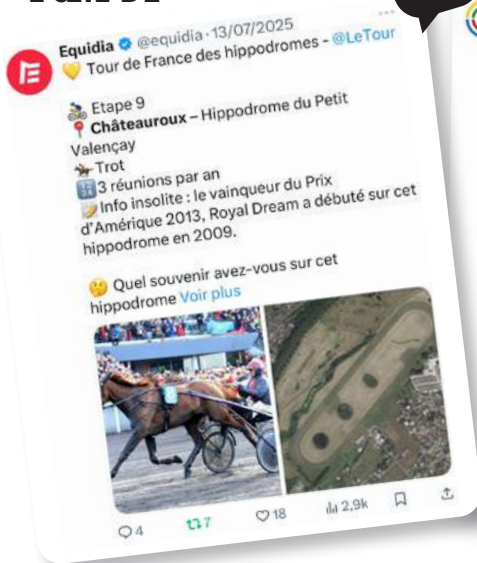 Equidia @equidia · 13/07/2025
💛 Tour de France des hippodromes - @LeTour
🚴 Etape 9
📍 Châteauroux – Hippodrome du Petit
Valençay
🏇 Trot
🔢 3 réunions par an
📝 Info insolite : le vainqueur du Prix
d'Amérique 2013, Royal Dream a débuté sur cet
hippodrome en 2009.
🤔 Quel souvenir avez-vous sur cet
hippodrome Voir plus
4 7 18 2,9k